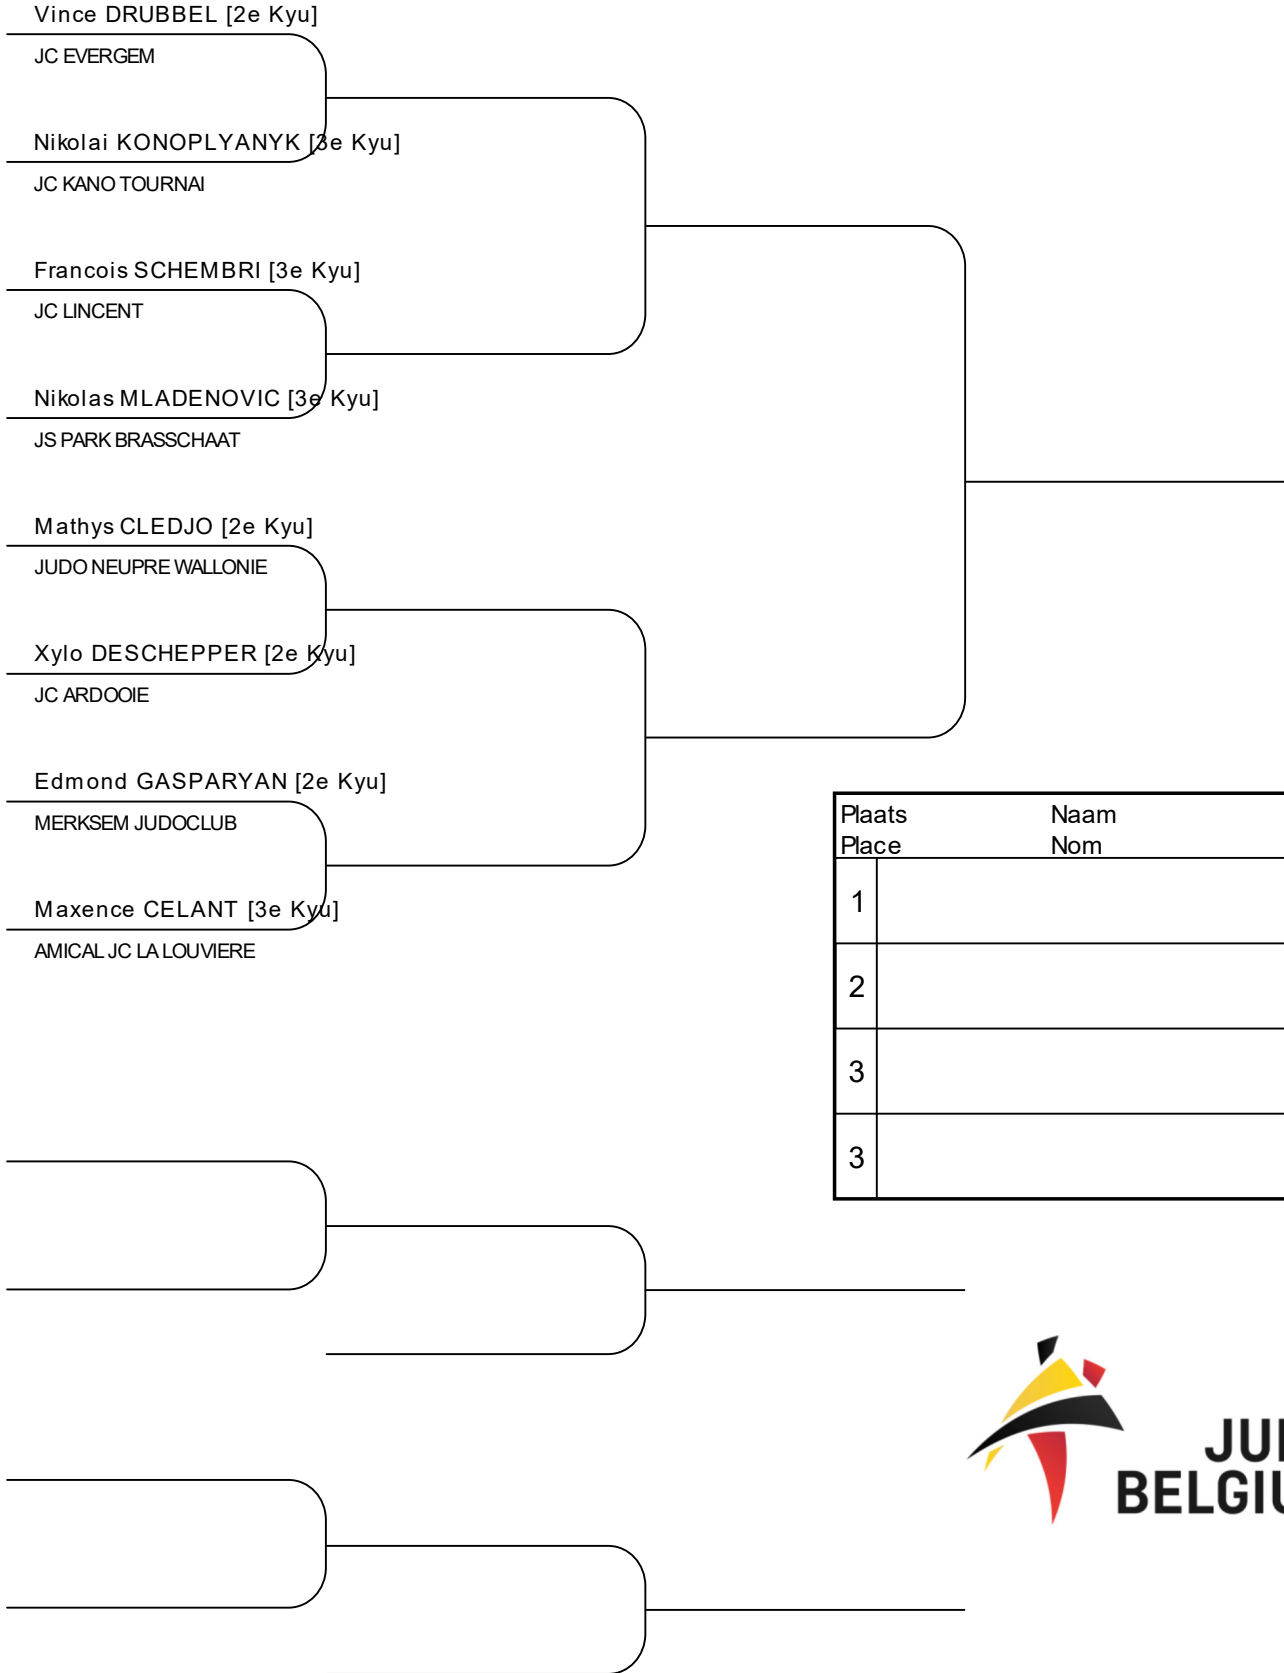 Vince DRUBBEL [2e Kyu]
JC EVERGEM
Nikolai KONOPLYANYK [3e Kyu]
JC KANO TOURNAI
Francois SCHEMBRI [3e Kyu]
JC LINCENT
Nikolas MLADENOVIC [3e Kyu]
JS PARK BRASSCHAAT
Mathys CLEDJO [2e Kyu]
JUDO NEUPRE WALLONIE
Xylo DESCHEPPER [2e Kyu]
JC ARDOOIE
Edmond GASPARYAN [2e Kyu]
MERKSEM JUDOCLUB
Maxence CELANT [3e Kyu]
AMICAL JC LA LOUVIERE
Plaats Naam
Place Nom
1
2
3
3
JU
BELGIU